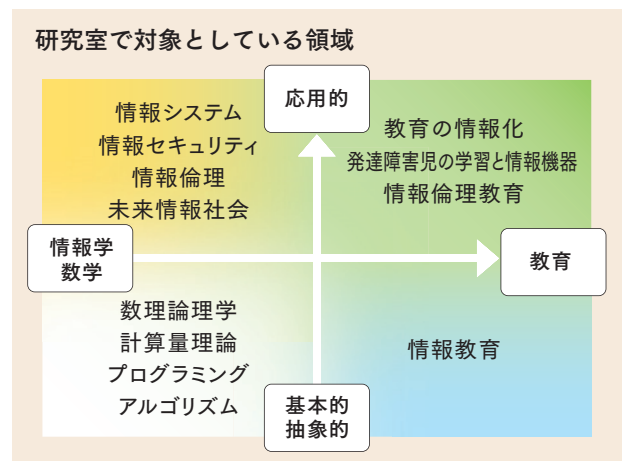 研究室で対象としている領域
応用的
情報システム
情報セキュリティ
情報倫理
未来情報社会
教育の情報化
発達障害児の学習と情報機器
情報倫理教育
情報学
数学
教育
数理論理学
計算量理論
プログラミング
アルゴリズム
情報教育
基本的
抽象的